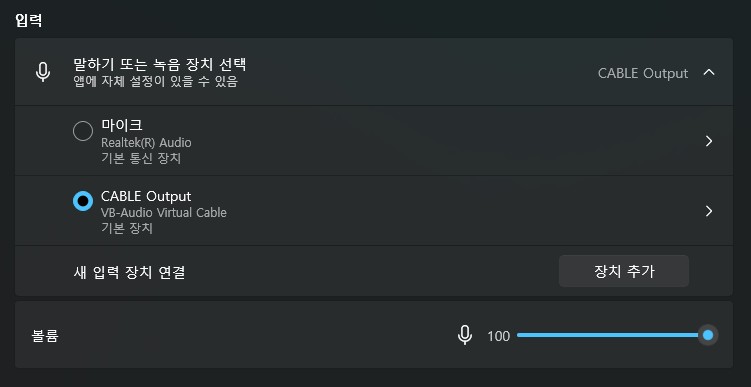 입력
말하기 또는 녹음 장치 선택
앱에 자체 설정이 있을 수 있음
CABLE Output
마이크
Realtek(R) Audio
기본 통신 장치
CABLE Output
VB-Audio Virtual Cable
기본 장치
새 입력 장치 연결
장치 추가
볼륨
100